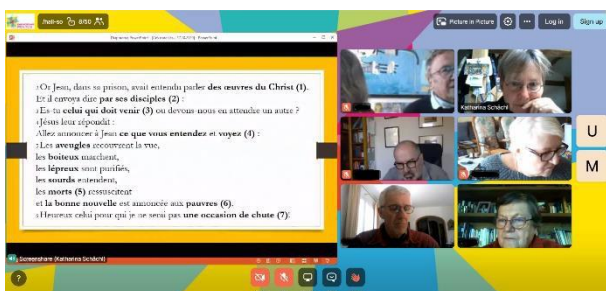 Picture in Picture
Log in
Sign up
2Or Jean, dans sa prison, avait entendu parler des œuvres du Christ (1).
Et il envoya dire par ses disciples (2) :
3Es-tu celui qui doit venir (3) ou devons-nous en attendre un autre ?
4Jésus leur répondit :
Allez annoncer à Jean ce que vous entendez et voyez (4) :
5Les aveugles recouvrent la vue,
les boiteux marchent,
les lépreux sont purifiés,
les sourds entendent,
les morts (5) ressuscitent
et la bonne nouvelle est annoncée aux pauvres (6).
6Heureux celui pour qui je ne serai pas une occasion de chute (7)!
Screenshare (Katharina Schächl)
Katharina Schächl
U
M
?